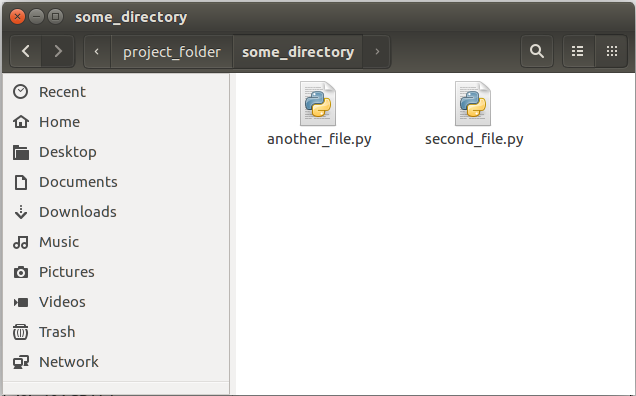 some_directory
project_folder some_directory
Recent
Home
Desktop
Documents
Downloads
Music
Pictures
Videos
Trash
Network
another_file.py second_file.py